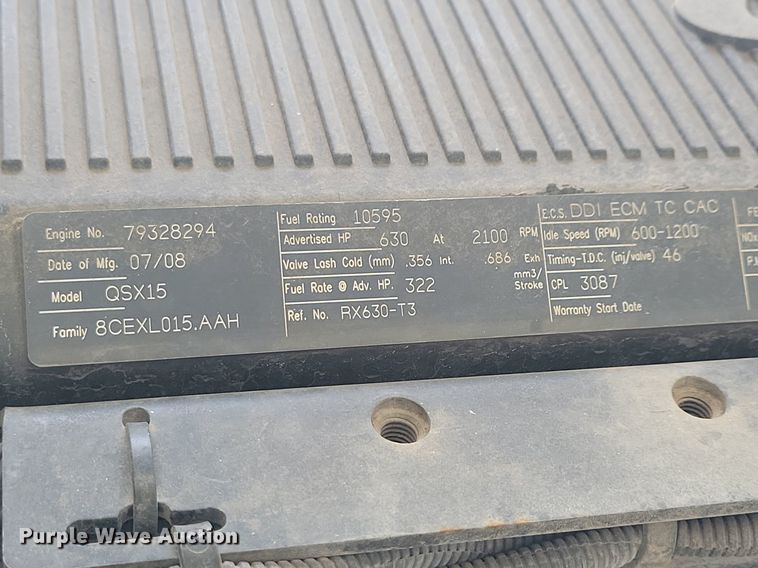 Engine No. 79328294
Date of Mfg. 07/08
Model QSX15
Family 8CEXL015.AAH
Fuel Rating 10595
Advertised HP 630 At 2100 RPM
Valve Lash Cold (mm) .356 Int. .686 Exh
Fuel Rate @ Adv. HP. 322 mm3/
Stroke
Ref. No. RX630-T3
E.C.S. DDI ECM TC CAC
Idle Speed (RPM) 600-1200
Timing-T.D.C. (inj/valve) 46
CPL 3087
Warranty Start Date
FE
NOx
P.M
Purple Wave Auction